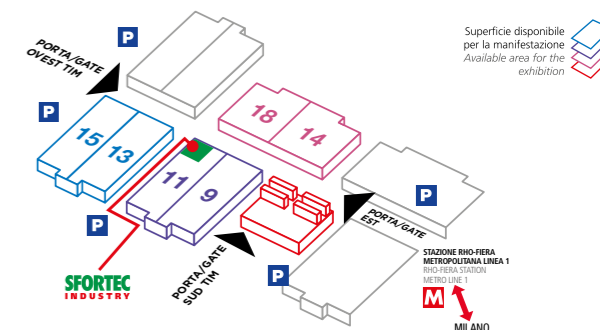 P
Superficie disponibile
per la manifestazione
Available area for the
exhibition
PORTA/GATE
OVEST TIM
P
18
14
15
13
11
9
P
P
PORTA/GATE
EST
SFORTEC
INDUSTRY
PORTA/GATE
SUD TIM
P
STAZIONE RHO-FIERA
METROPOLITANA LINEA 1
RHO-FIERA STATION
METRO LINE 1
M
MILANO